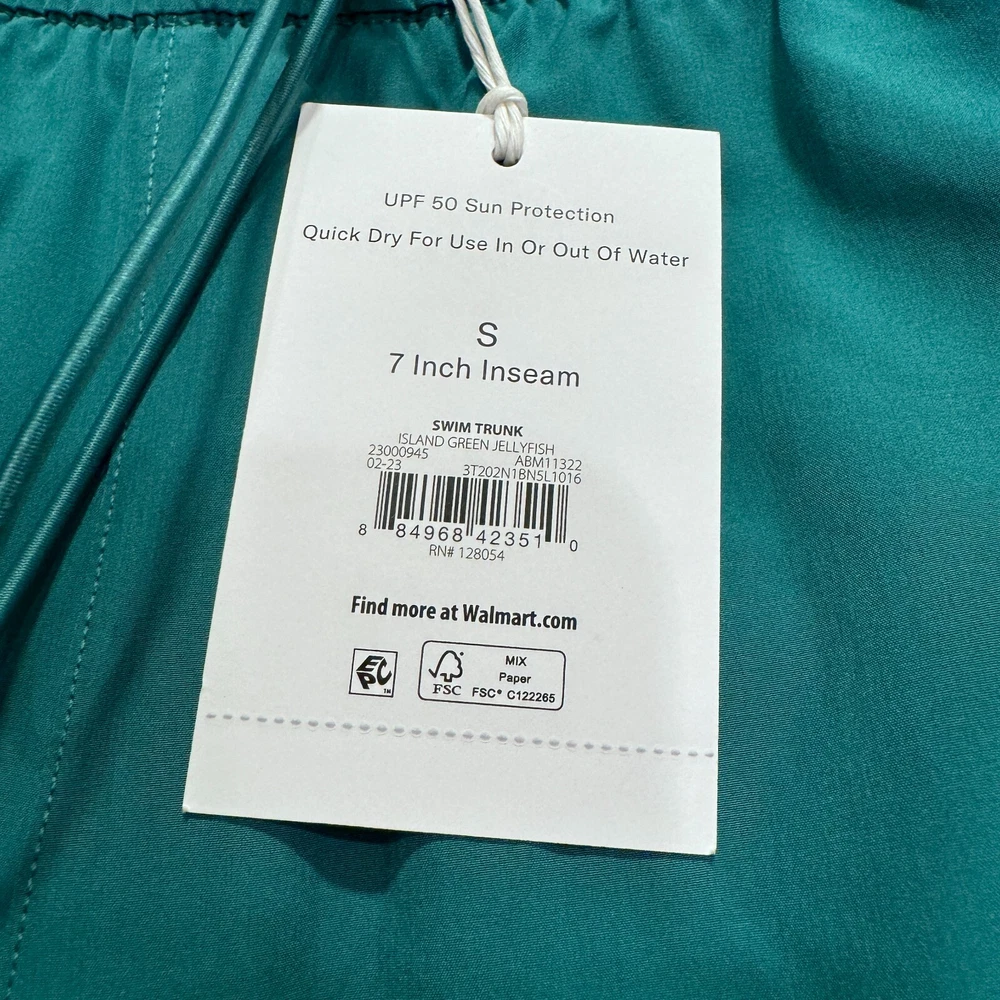 UPF 50 Sun Protection
Quick Dry For Use In Or Out Of Water
S
7 Inch Inseam
SWIM TRUNK
ISLAND GREEN JELLYFISH
23000945 ABM11322
02-23 3T202N1BN5L1016
8 84968 42351 0
RN# 128054
Find more at Walmart.com
EPC TM
FSC
MIX
Paper
FSC® C122265